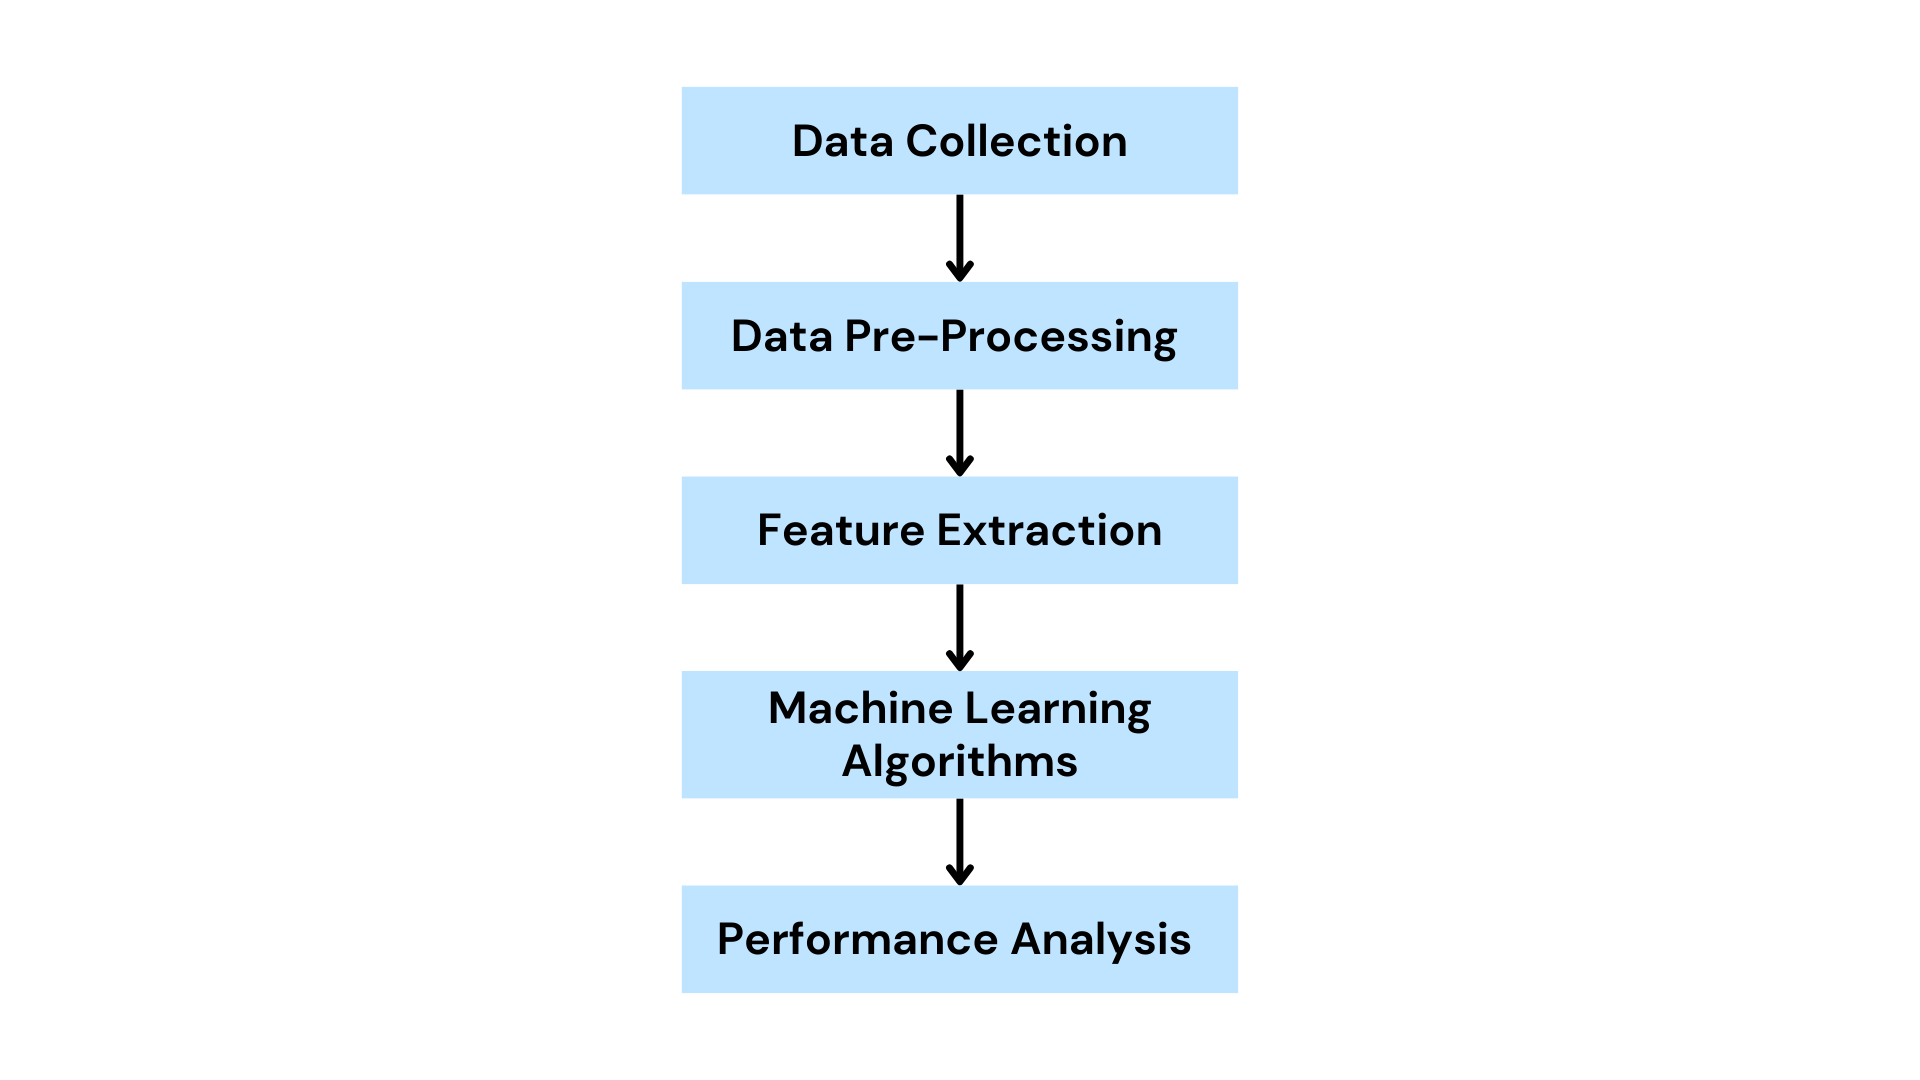 Data Collection
Data Pre-Processing
Feature Extraction
Machine Learning
Algorithms
Performance Analysis